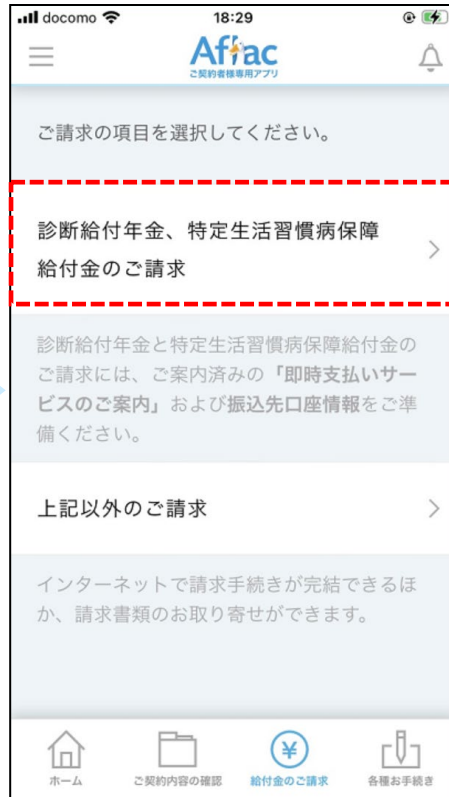 docomo 18:29
Aflac
ご契約者様専用アプリ
ご請求の項目を選択してください。
診断給付年金、特定生活習慣病保障
給付金のご請求
診断給付年金と特定生活習慣病保障給付金の
ご請求には、ご案内済みの「即時支払いサー
ビスのご案内」および振込先口座情報をご準
備ください。
上記以外のご請求
インターネットで請求手続きが完結できるほ
か、請求書類のお取り寄せができます。
ホーム ご契約内容の確認 給付金のご請求 各種お手続き